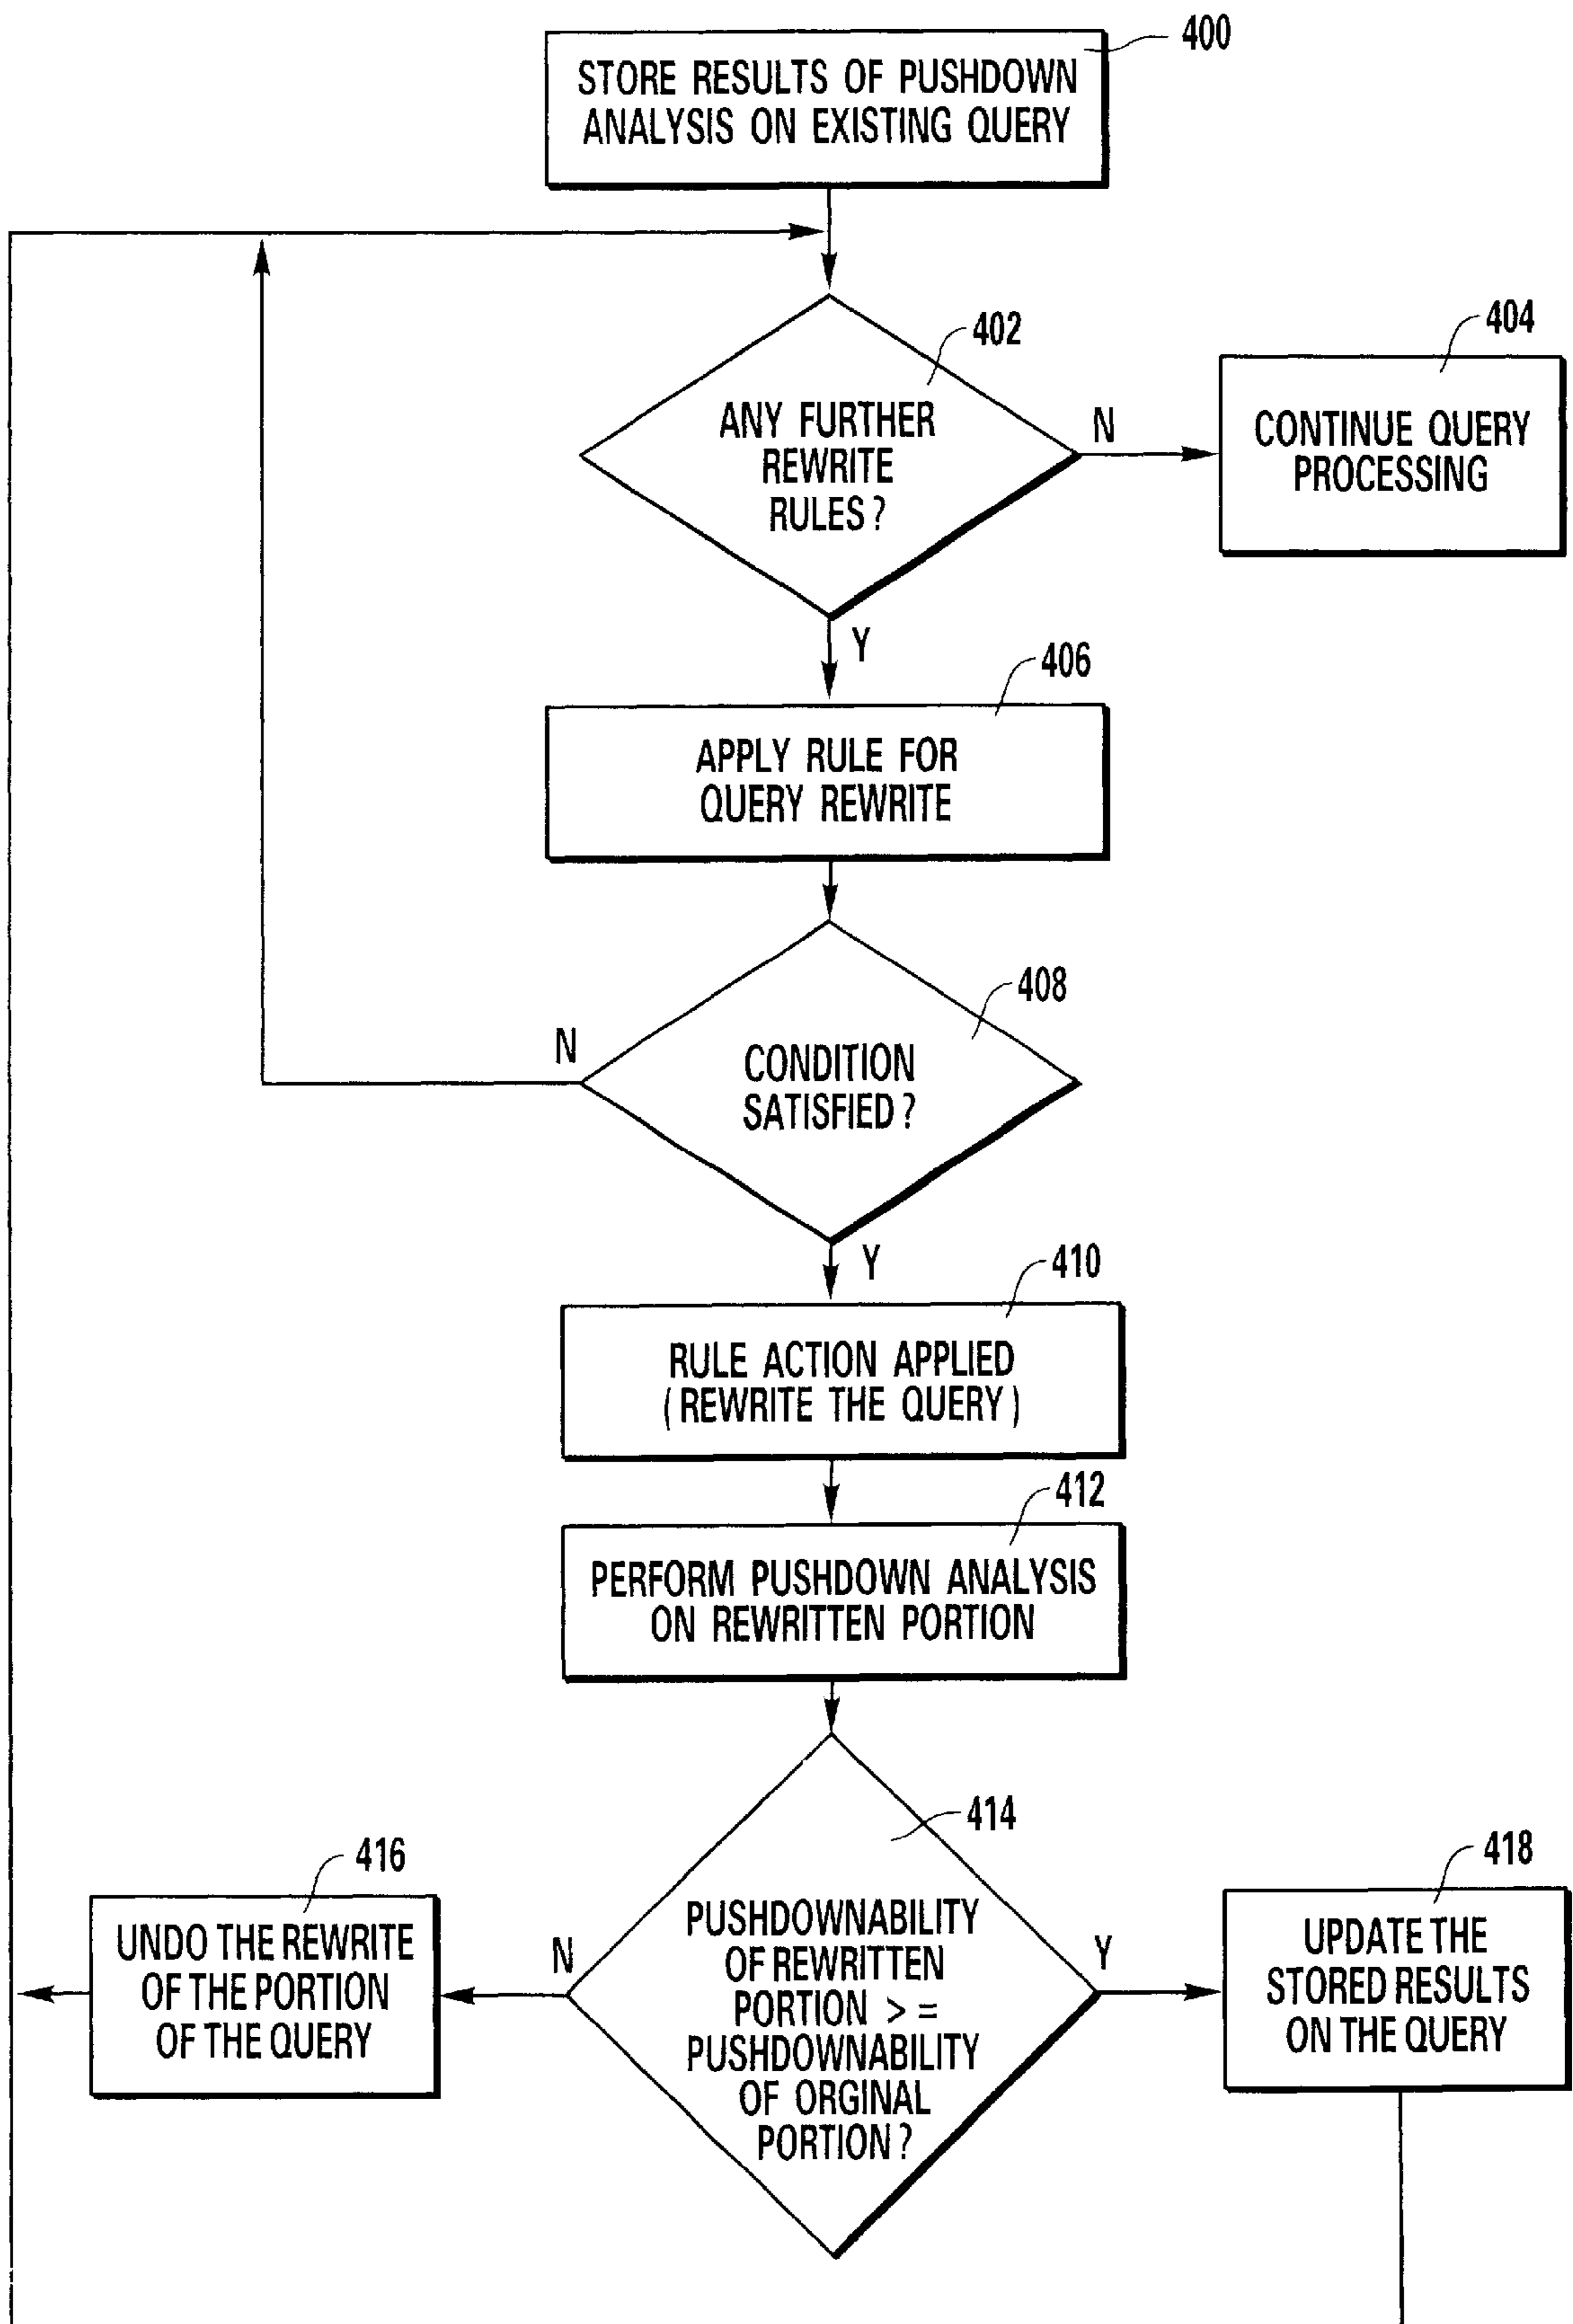 400
STORE RESULTS OF PUSHDOWN
ANALYSIS ON EXISTING QUERY
402
ANY FURTHER
REWRITE
RULES?
N
404
CONTINUE QUERY
PROCESSING
Y
406
APPLY RULE FOR
QUERY REWRITE
408
CONDITION
SATISFIED?
N
Y
410
RULE ACTION APPLIED
(REWRITE THE QUERY)
412
PERFORM PUSHDOWN ANALYSIS
ON REWRITTEN PORTION
414
PUSHDOWNABILITY
OF REWRITTEN
PORTION >=
PUSHDOWNABILITY
OF ORGINAL
PORTION?
N
416
UNDO THE REWRITE
OF THE PORTION
OF THE QUERY
Y
418
UPDATE THE
STORED RESULTS
ON THE QUERY